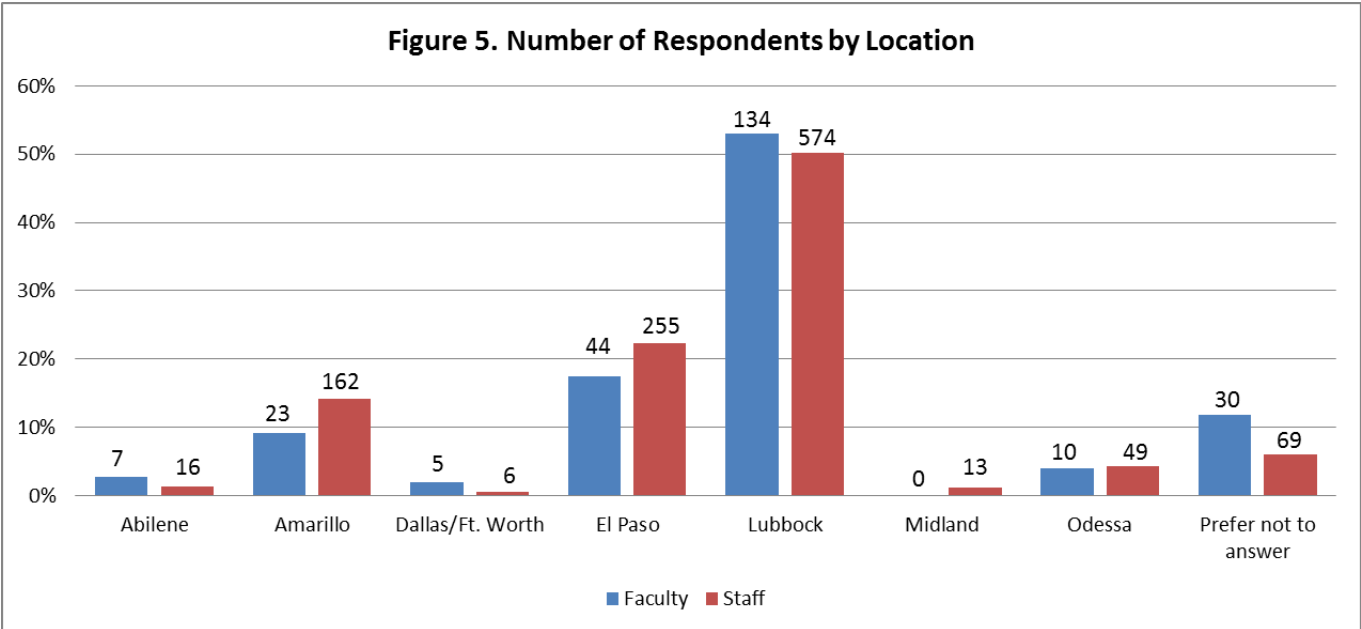 Figure 5. Number of Respondents by Location
60%
50%
40%
30%
20%
10%
0%
7
16
23
162
5
6
44
255
134
574
0
13
10
49
30
69
Abilene
Amarillo
Dallas/Ft. Worth
El Paso
Lubbock
Midland
Odessa
Prefer not to
answer
Faculty
Staff